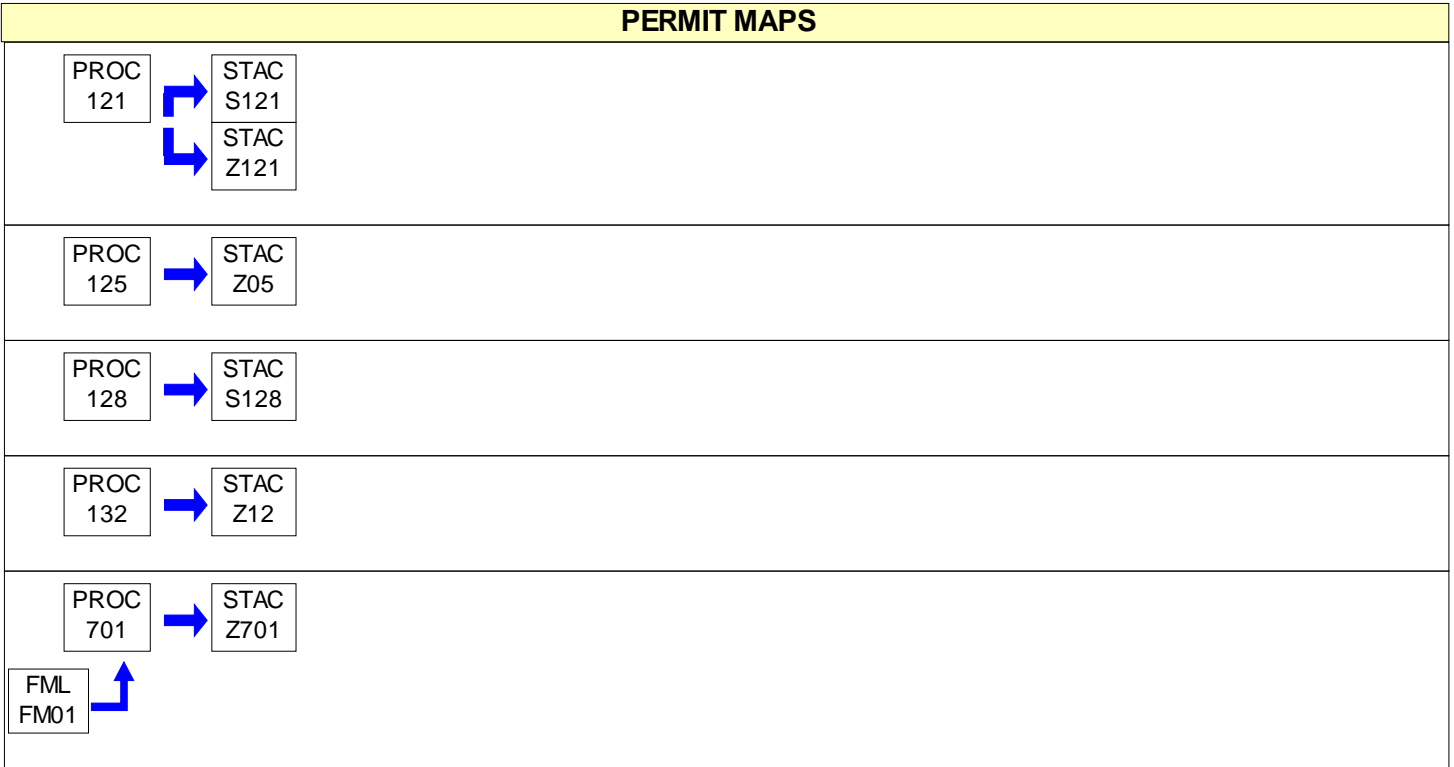 PERMIT MAPS
PROC
121
STAC
S121
STAC
Z121
PROC
125
STAC
Z05
PROC
128
STAC
S128
PROC
132
STAC
Z12
PROC
701
STAC
Z701
FML
FM01